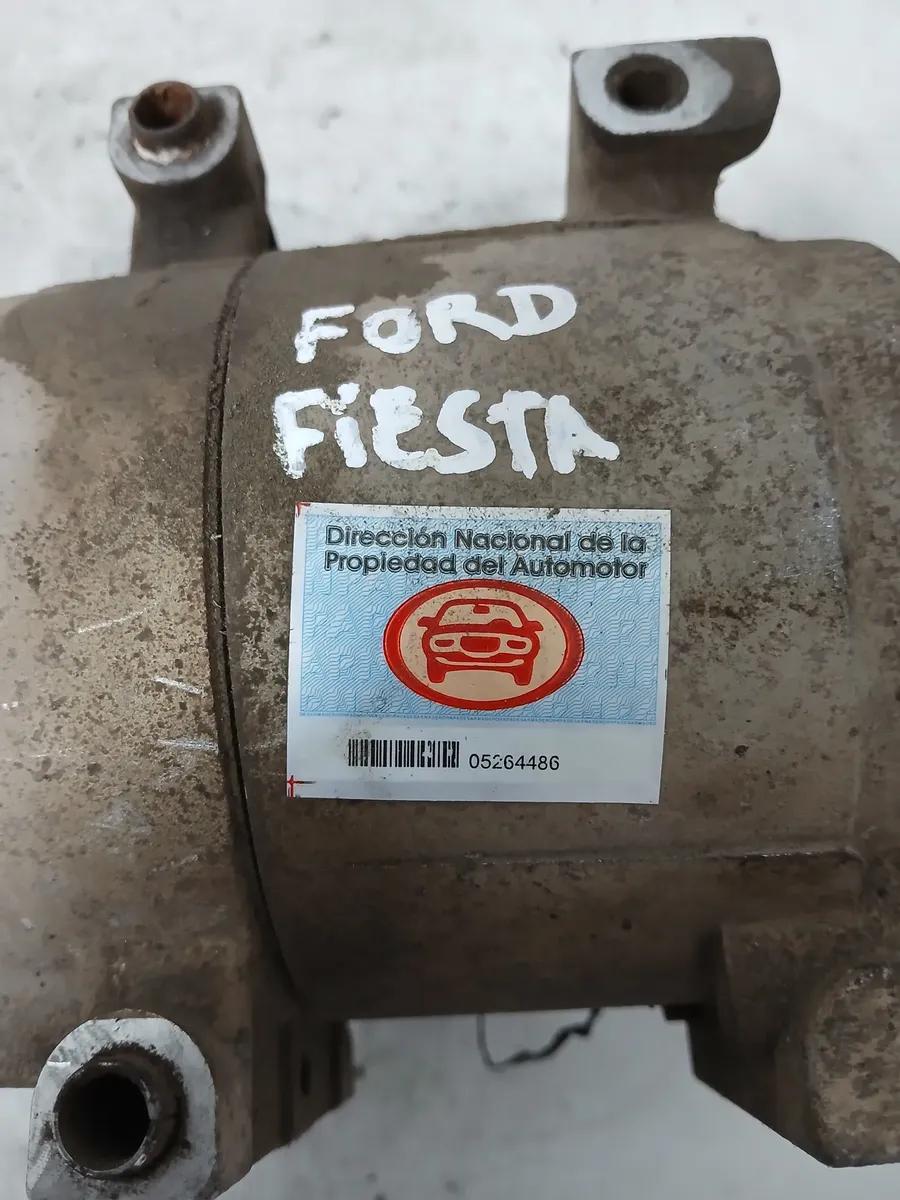 FORD
FiESTA
Dirección Nacional de la
Propiedad del Automotor
05264486